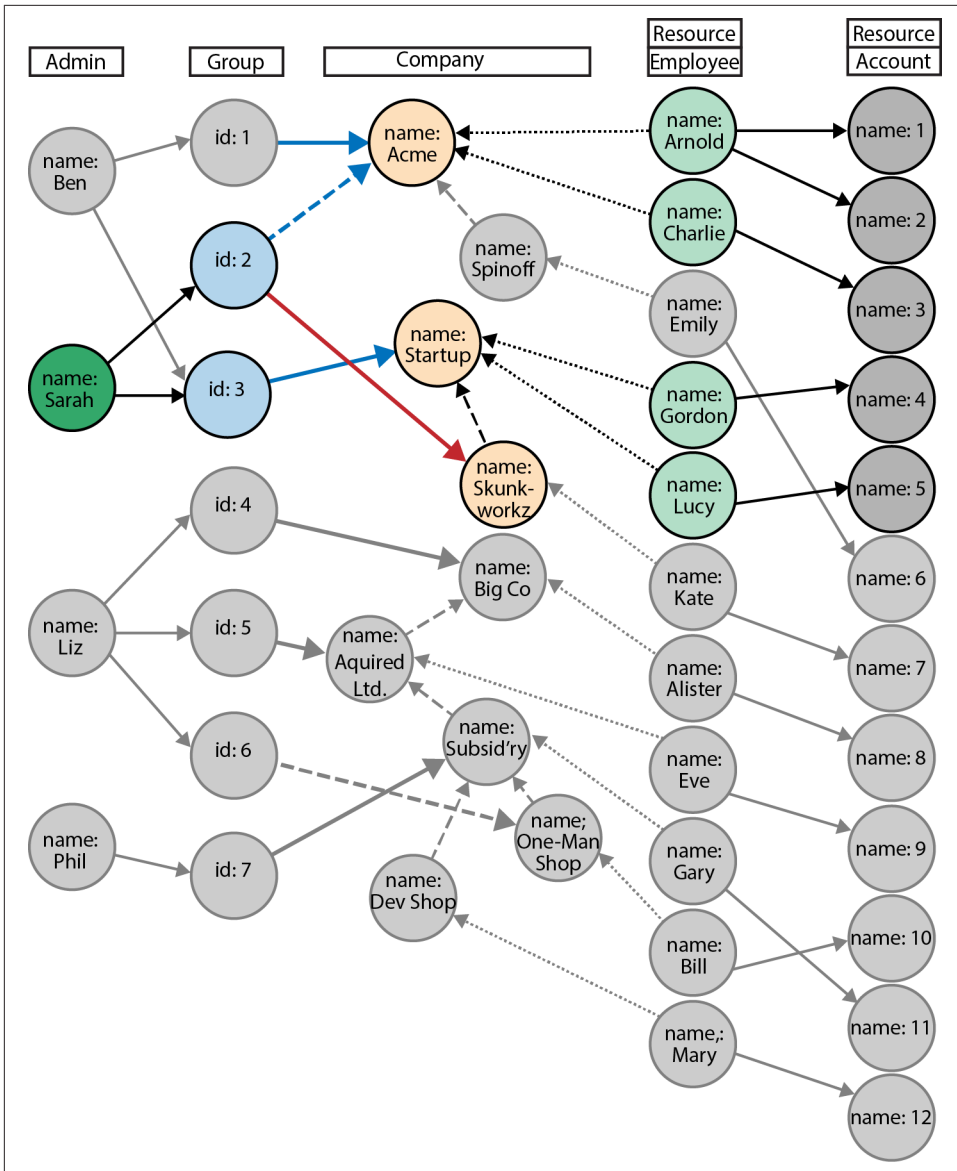 Resource
Resource
Admin
Group
Company
Employee
Account
name:
Ben
name:
Sarah
name:
Liz
name:
Phil
id: 1
id: 2
id: 3
id: 4
id: 5
id: 6
id: 7
name:
Acme
name:
Spinoff
name:
Startup
name:
Skunk-
workz
name:
Big Co
name:
Aquired
Ltd.
name:
Subsid'ry
name;
One-Man
Shop
name:
Dev Shop
name:
Arnold
name:
Charlie
name:
Emily
name:
Gordon
name:
Lucy
name:
Kate
name:
Alister
name:
Eve
name:
Gary
name:
Bill
name,:
Mary
name: 1
name: 2
name: 3
name: 4
name: 5
name: 6
name: 7
name: 8
name: 9
name: 10
name: 11
name: 12